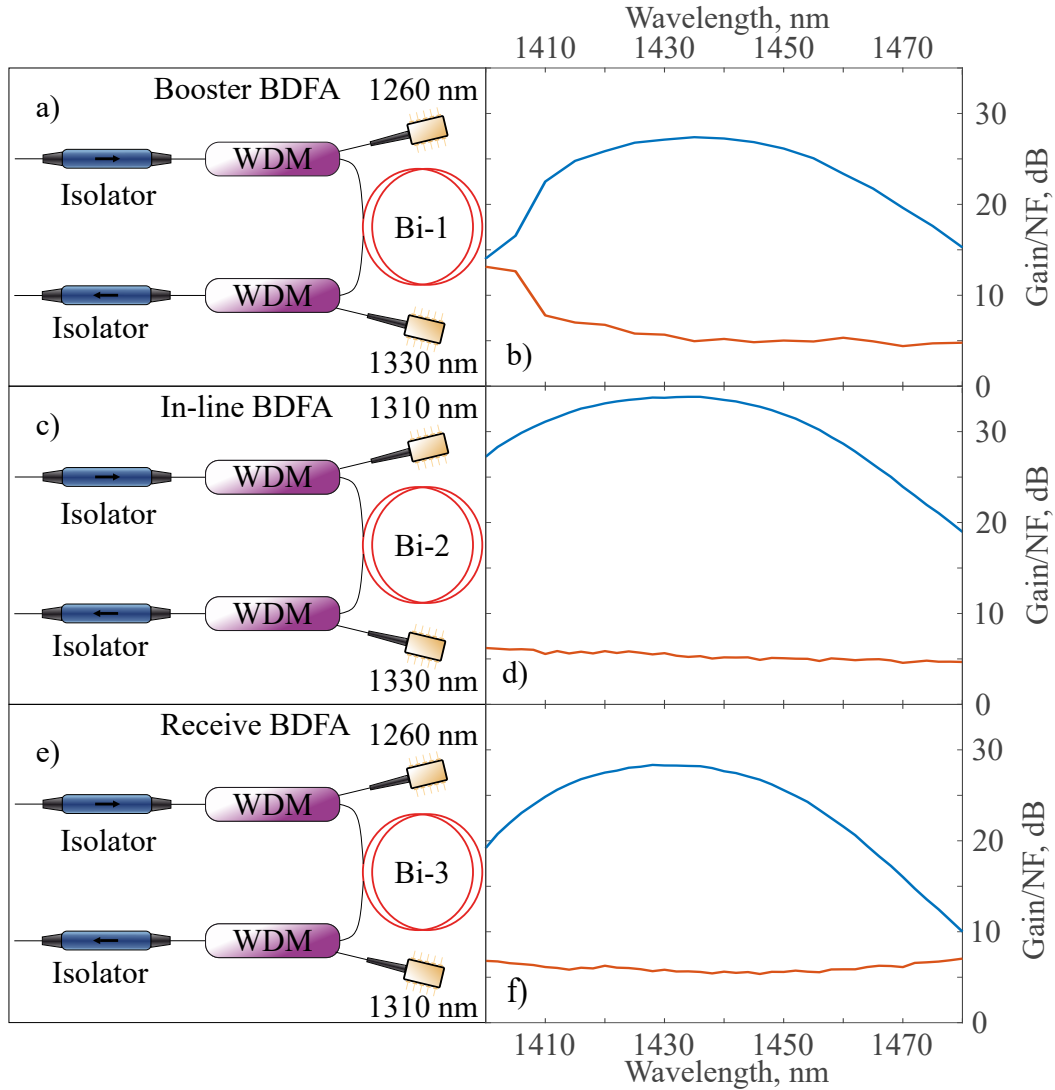 Wavelength, nm
1410 1430 1450 1470
a) Booster BDFA 1260 nm
WDM
Isolator
Bi-1
WDM
Isolator
1330 nm
30
20
10
0
Gain/NF, dB
b)
c) In-line BDFA 1310 nm
WDM
Isolator
Bi-2
WDM
Isolator
1330 nm
30
20
10
0
Gain/NF, dB
d)
e) Receive BDFA 1260 nm
WDM
Isolator
Bi-3
WDM
Isolator
1310 nm
30
20
10
0
Gain/NF, dB
f)
1410 1430 1450 1470
Wavelength, nm